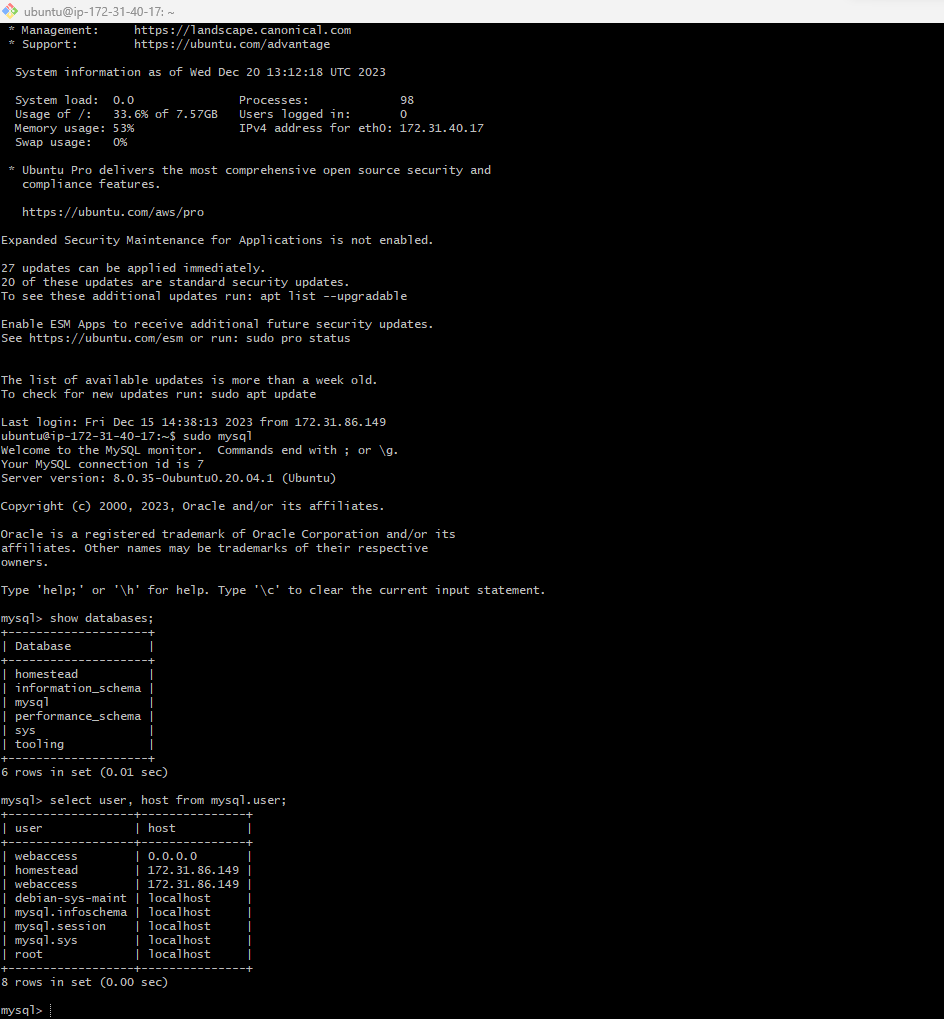 ubuntu@ip-172-31-40-17: ~
 * Management:     https://landscape.canonical.com
 * Support:        https://ubuntu.com/advantage

  System information as of Wed Dec 20 13:12:18 UTC 2023

  System load:  0.0               Processes:             98
  Usage of /:   33.6% of 7.57GB   Users logged in:       0
  Memory usage: 53%               IPv4 address for eth0: 172.31.40.17
  Swap usage:   0%

 * Ubuntu Pro delivers the most comprehensive open source security and
   compliance features.

   https://ubuntu.com/aws/pro

Expanded Security Maintenance for Applications is not enabled.

27 updates can be applied immediately.
20 of these updates are standard security updates.
To see these additional updates run: apt list --upgradable

Enable ESM Apps to receive additional future security updates.
See https://ubuntu.com/esm or run: sudo pro status


The list of available updates is more than a week old.
To check for new updates run: sudo apt update

Last login: Fri Dec 15 14:38:13 2023 from 172.31.86.149
ubuntu@ip-172-31-40-17:~$ sudo mysql
Welcome to the MySQL monitor.  Commands end with ; or \g.
Your MySQL connection id is 7
Server version: 8.0.35-0ubuntu0.20.04.1 (Ubuntu)

Copyright (c) 2000, 2023, Oracle and/or its affiliates.

Oracle is a registered trademark of Oracle Corporation and/or its
affiliates. Other names may be trademarks of their respective
owners.

Type 'help;' or '\h' for help. Type '\c' to clear the current input statement.

mysql> show databases;
+--------------------+
| Database           |
+--------------------+
| homestead          |
| information_schema |
| mysql              |
| performance_schema |
| sys                |
| tooling            |
+--------------------+
6 rows in set (0.01 sec)

mysql> select user, host from mysql.user;
+------------------+---------------+
| user             | host          |
+------------------+---------------+
| webaccess        | 0.0.0.0       |
| homestead        | 172.31.86.149 |
| webaccess        | 172.31.86.149 |
| debian-sys-maint | localhost     |
| mysql.infoschema | localhost     |
| mysql.session    | localhost     |
| mysql.sys        | localhost     |
| root             | localhost     |
+------------------+---------------+
8 rows in set (0.00 sec)

mysql>